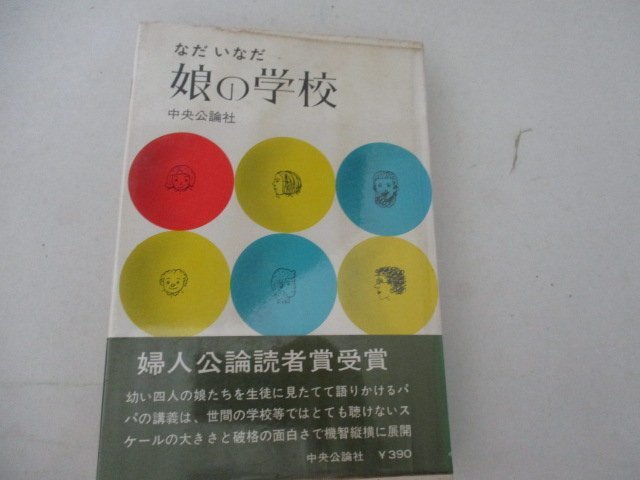 なだ いなだ
娘の学校
中央公論社
婦人公論読者賞受賞
幼い四人の娘たちを生徒に見たてて語りかけるパ
パの講義は、世間の学校等ではとても聴けないス
ケールの大きさと破格の面白さで機智縦横に展開
中央公論社 ¥390